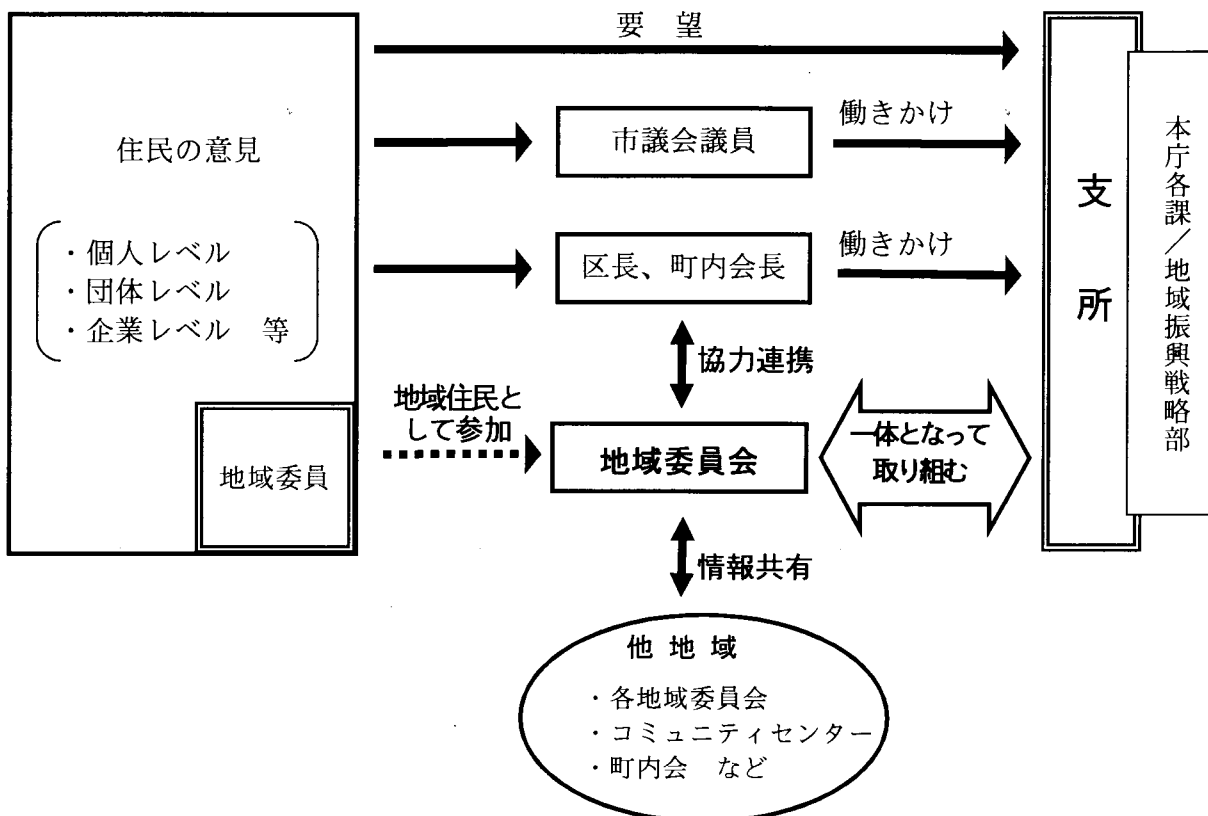 要 望
住民の意見
・個人レベル
・団体レベル
・企業レベル 等
地域委員
市議会議員
働きかけ
区長、町内会長
働きかけ
協力連携
地域住民と
して参加
地域委員会
一体となって
取り組む
情報共有
他 地 域
・各地域委員会
・コミュニティセンター
・町内会 など
支所
本庁各課／地域振興戦略部